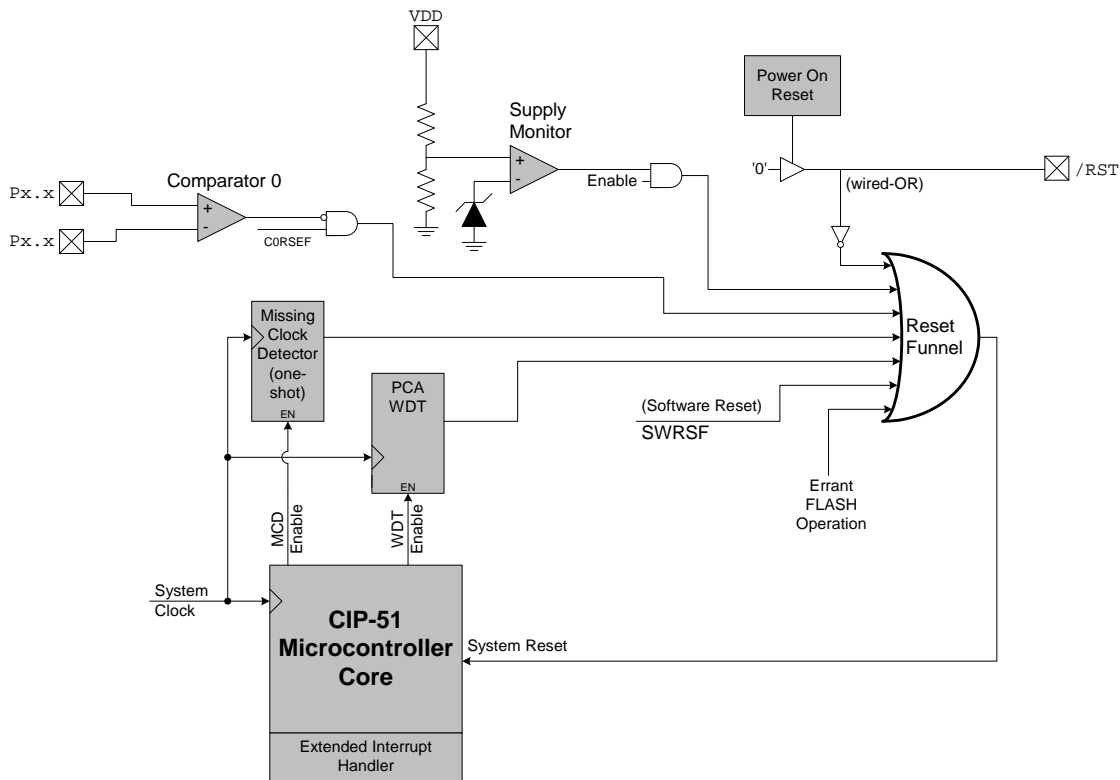 VDD
Power On
Reset
Supply
Monitor
+
-
Enable
'0'
/RST
(wired-OR)
Px.x
Px.x
Comparator 0
+
-
C0RSEF
Missing
Clock
Detector
(one-
shot)
EN
PCA
WDT
EN
Reset
Funnel
(Software Reset)
SWRSF
Errant
FLASH
Operation
MCD
Enable
WDT
Enable
System
Clock
CIP-51
Microcontroller
Core
System Reset
Extended Interrupt
Handler